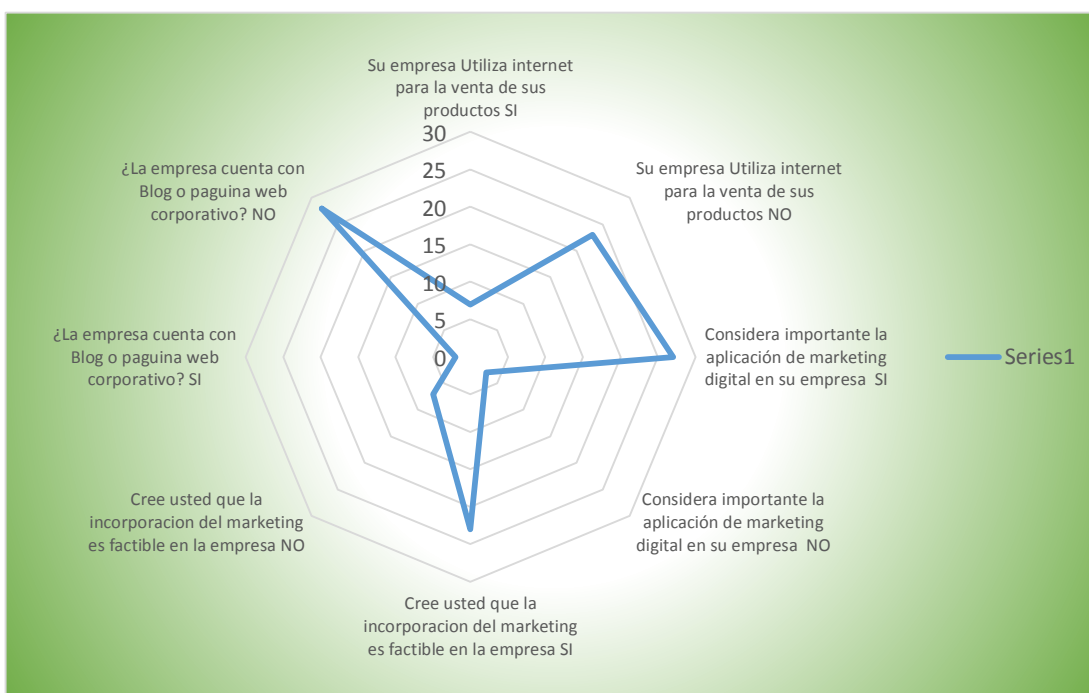 Su empresa Utiliza internet
para la venta de sus
productos SI
Su empresa Utiliza internet
para la venta de sus
productos NO
Considera importante la
aplicación de marketing
digital en su empresa  SI
Considera importante la
aplicación de marketing
digital en su empresa  NO
Cree usted que la
incorporacion del marketing
es factible en la empresa SI
Cree usted que la
incorporacion del marketing
es factible en la empresa NO
¿La empresa cuenta con
Blog o paguina web
corporativo? SI
¿La empresa cuenta con
Blog o paguina web
corporativo? NO
30
25
20
15
10
5
0
Series1